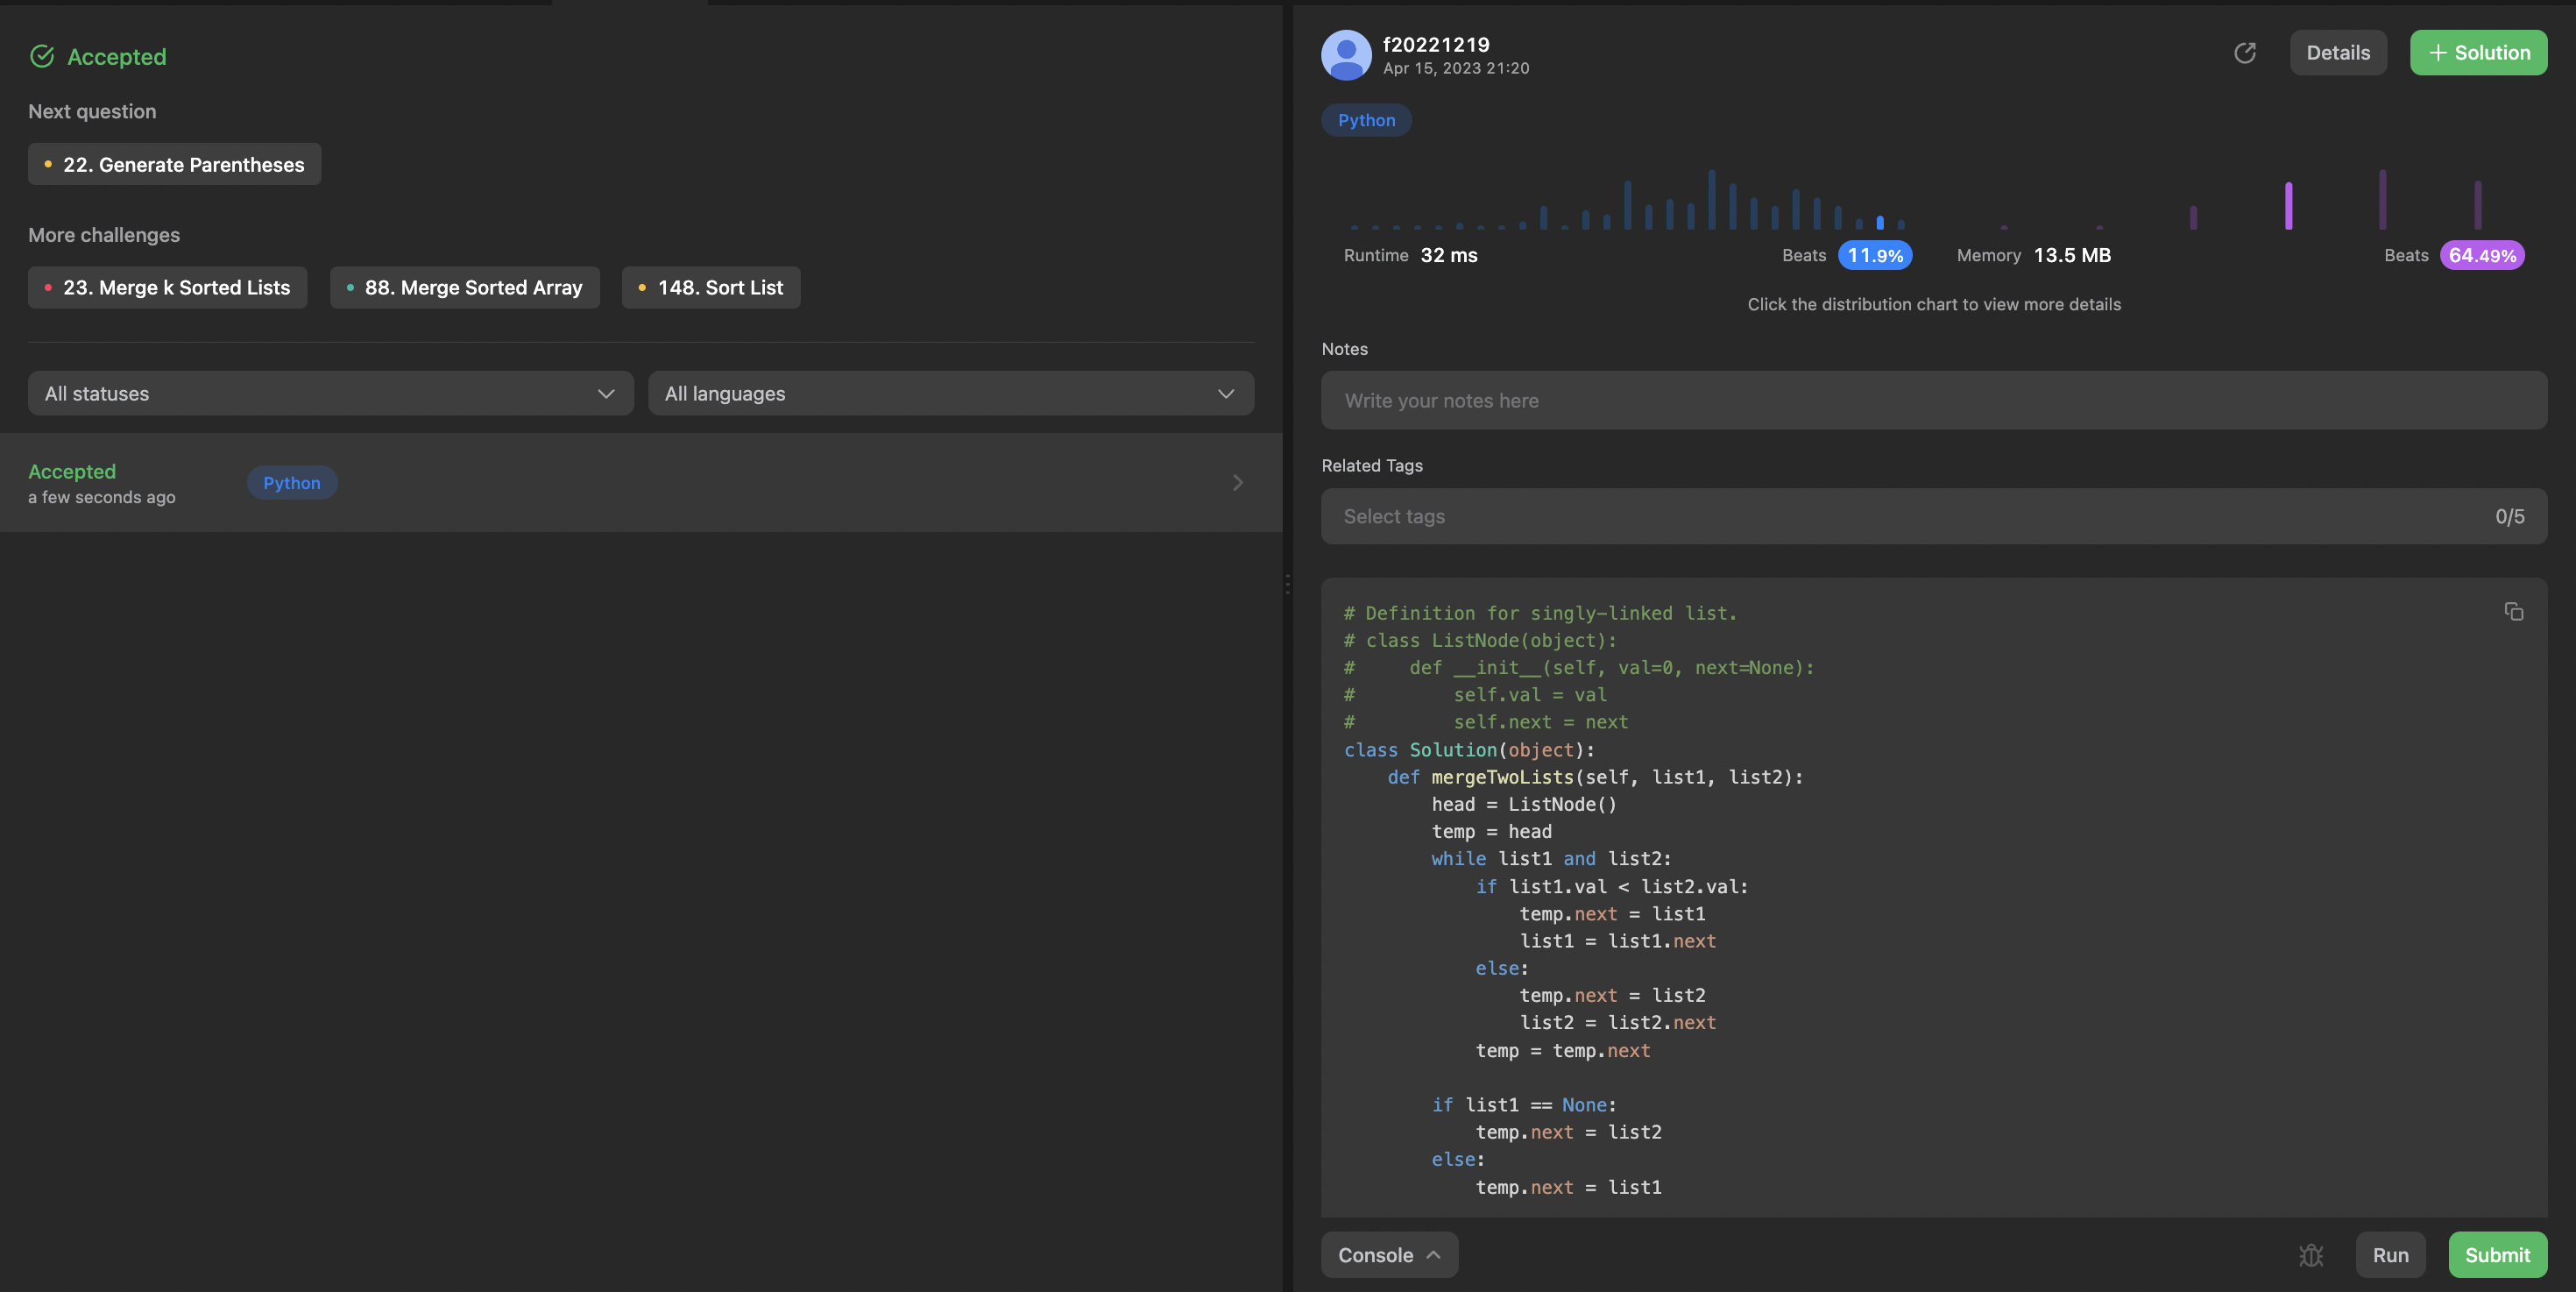 Accepted
Next question
22. Generate Parentheses
More challenges
23. Merge k Sorted Lists
88. Merge Sorted Array
148. Sort List
All statuses
All languages
Accepted
a few seconds ago
Python
f20221219
Apr 15, 2023 21:20
Details
+ Solution
Python
Runtime 32 ms
Beats 11.9%
Memory 13.5 MB
Beats 64.49%
Click the distribution chart to view more details
Notes
Write your notes here
Related Tags
Select tags
0/5
# Definition for singly-linked list.
# class ListNode(object):
#     def __init__(self, val=0, next=None):
#         self.val = val
#         self.next = next
class Solution(object):
    def mergeTwoLists(self, list1, list2):
        head = ListNode()
        temp = head
        while list1 and list2:
            if list1.val < list2.val:
                temp.next = list1
                list1 = list1.next
            else:
                temp.next = list2
                list2 = list2.next
            temp = temp.next
        if list1 == None:
            temp.next = list2
        else:
            temp.next = list1
Console
Run
Submit